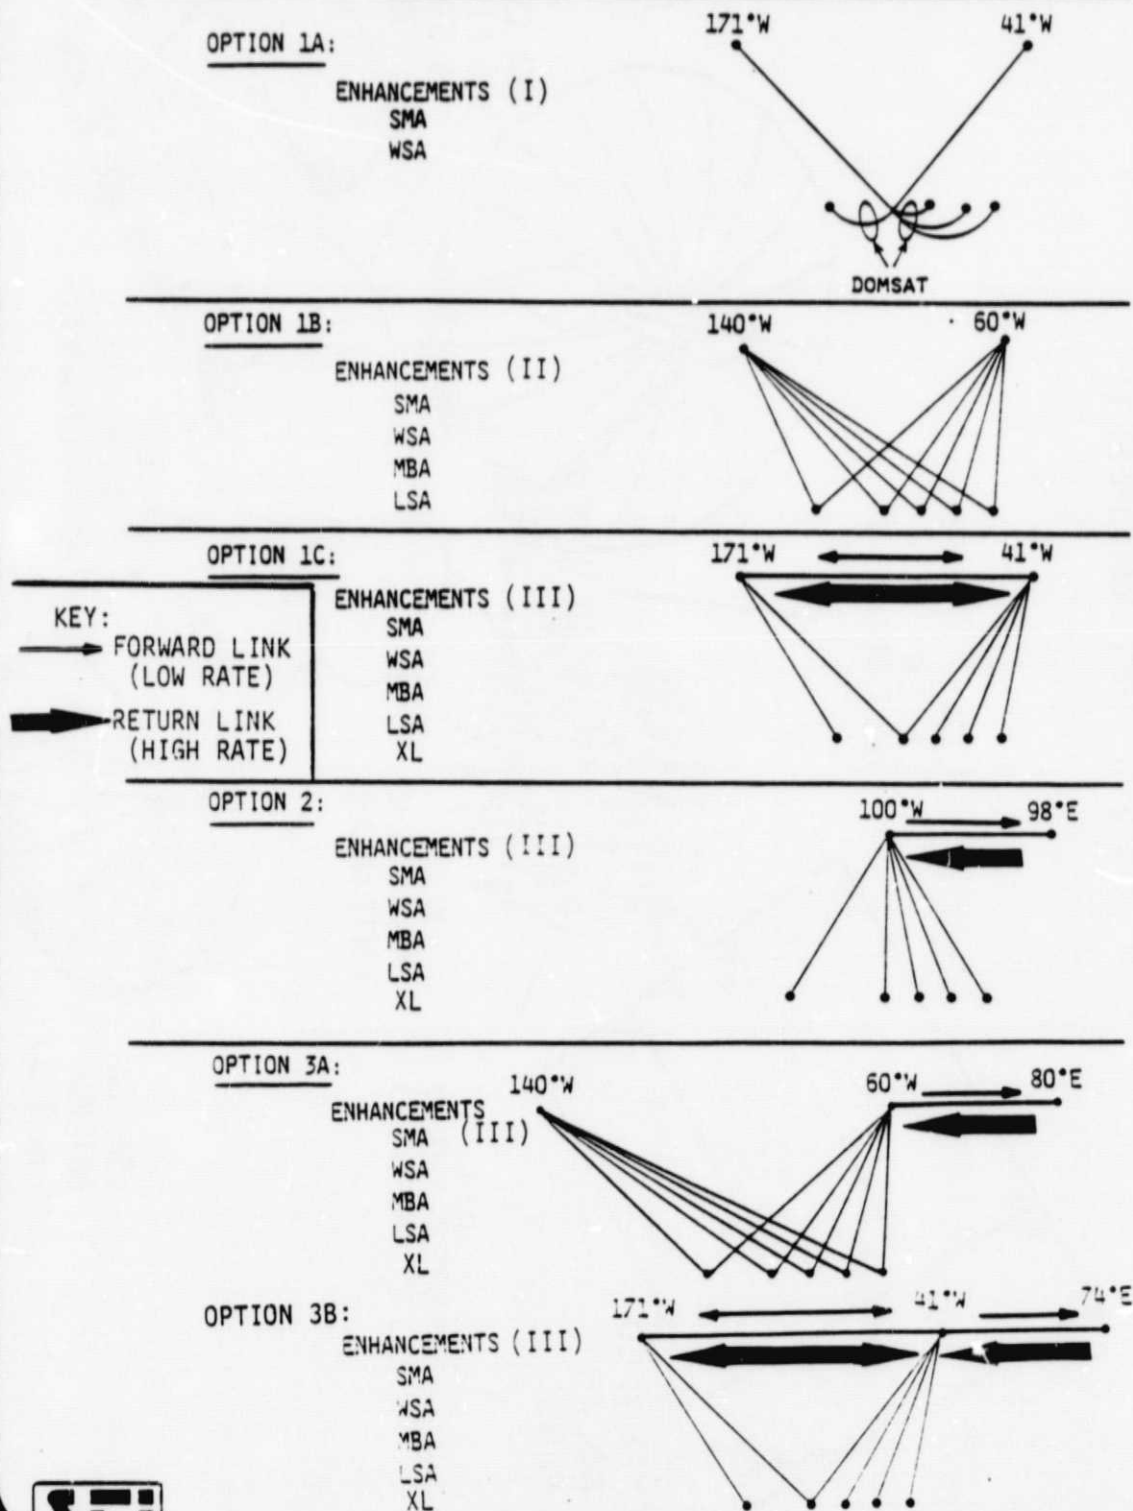 OPTION 1A:
171°W
41°W
ENHANCEMENTS (I)
SMA
WSA
DOMSAT
OPTION 1B:
140°W
60°W
ENHANCEMENTS (II)
SMA
WSA
MBA
LSA
OPTION 1C:
171°W
41°W
ENHANCEMENTS (III)
SMA
WSA
MBA
LSA
XL
KEY:
FORWARD LINK
(LOW RATE)
RETURN LINK
(HIGH RATE)
OPTION 2:
100°W
98°E
ENHANCEMENTS (III)
SMA
WSA
MBA
LSA
XL
OPTION 3A:
140°W
60°W
80°E
ENHANCEMENTS
(III)
SMA
WSA
MBA
LSA
XL
OPTION 3B:
171°W
41°W
74°E
ENHANCEMENTS (III)
SMA
WSA
MBA
LSA
XL